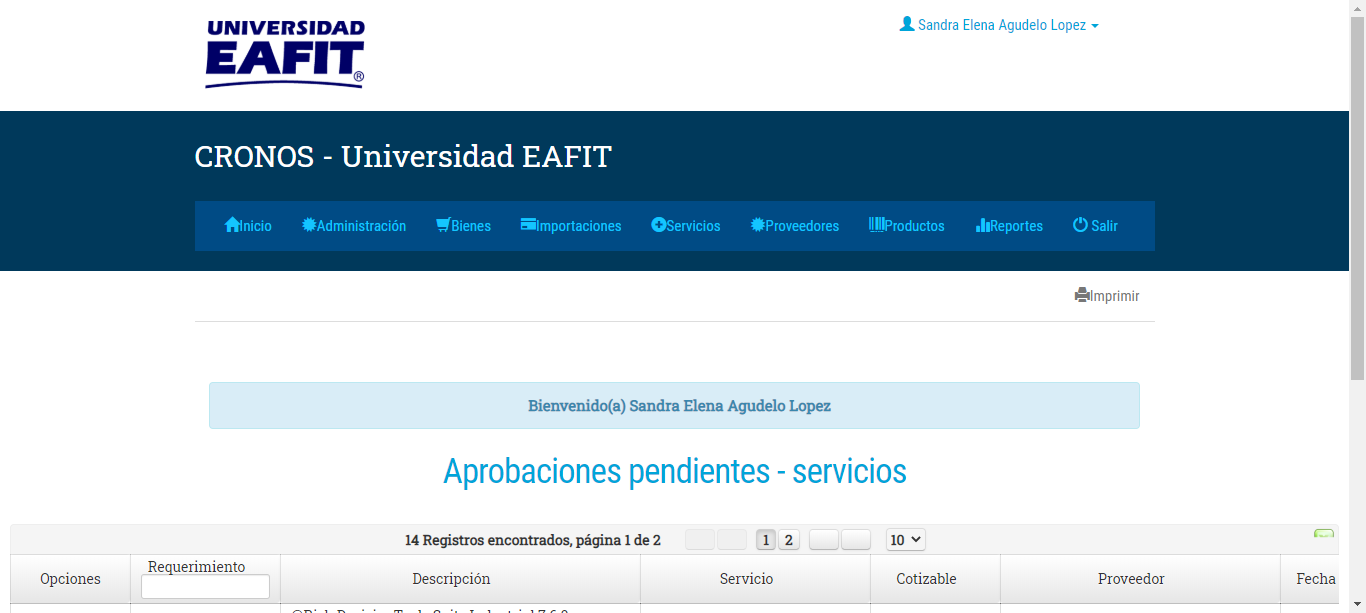 UNIVERSIDAD
EAFIT®
Sandra Elena Agudelo Lopez
CRONOS - Universidad EAFIT
Inicio Administración Bienes Importaciones Servicios Proveedores Productos Reportes Salir
Imprimir
Bienvenido(a) Sandra Elena Agudelo Lopez
Aprobaciones pendientes - servicios
14 Registros encontrados, página 1 de 2 1 2 10
Opciones Requerimiento Descripción Servicio Cotizable Proveedor Fecha